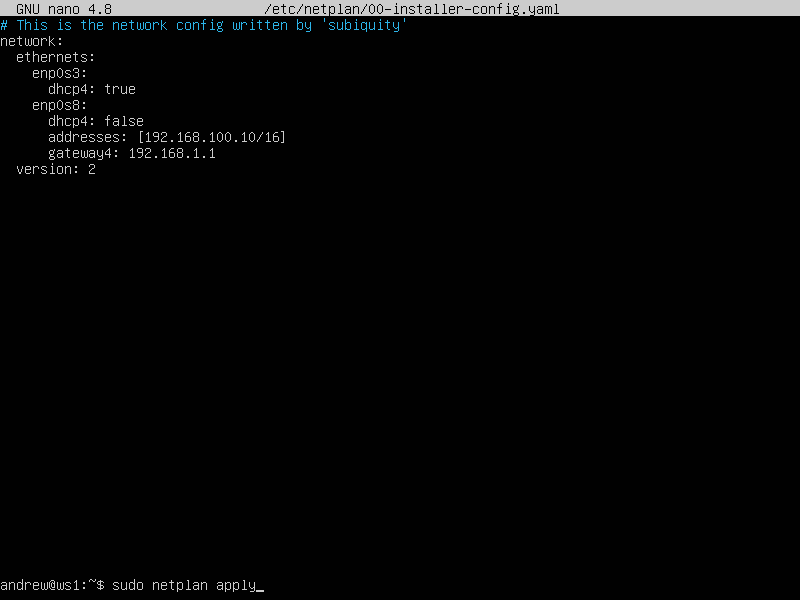 GNU nano 4.8 /etc/netplan/00-installer-config.yaml
# This is the network config written by 'subiquity'
network:
  ethernets:
    enp0s3:
      dhcp4: true
    enp0s8:
      dhcp4: false
      addresses: [192.168.100.10/16]
      gateway4: 192.168.1.1
  version: 2
andrew@ws1:~$ sudo netplan apply_